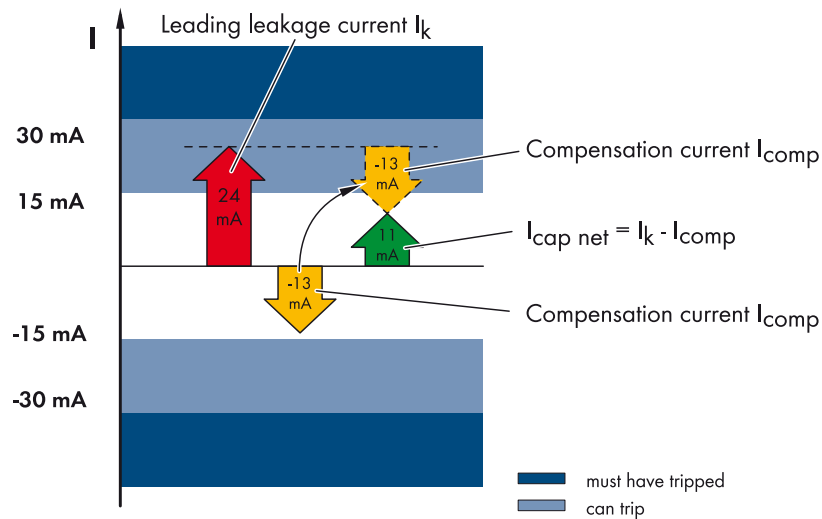 I
Leading leakage current Ik
30 mA
15 mA
-15 mA
-30 mA
24
mA
-13
mA
11
mA
-13
mA
Compensation current Icomp
Icap net = Ik - Icomp
Compensation current Icomp
must have tripped
can trip